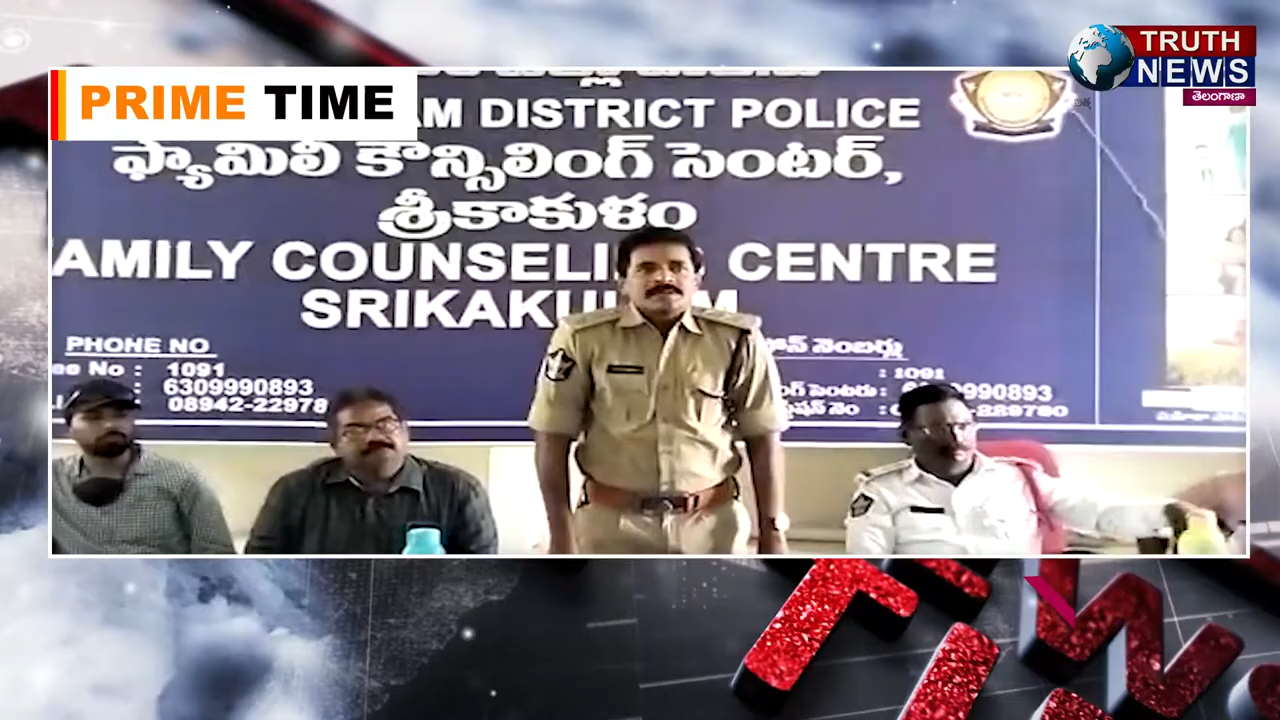 TRUTH
NEWS
తెలంగాణా
PRIME TIME
AM DISTRICT POLICE
ఫ్యామిలీ కౌన్సిలింగ్ సెంటర్,
శ్రీకాకుళం
AMILY COUNSELI CENTRE
SRIKAKU M
PHONE NO
ee No : 1091
: 1091
6309990893
08942-22978